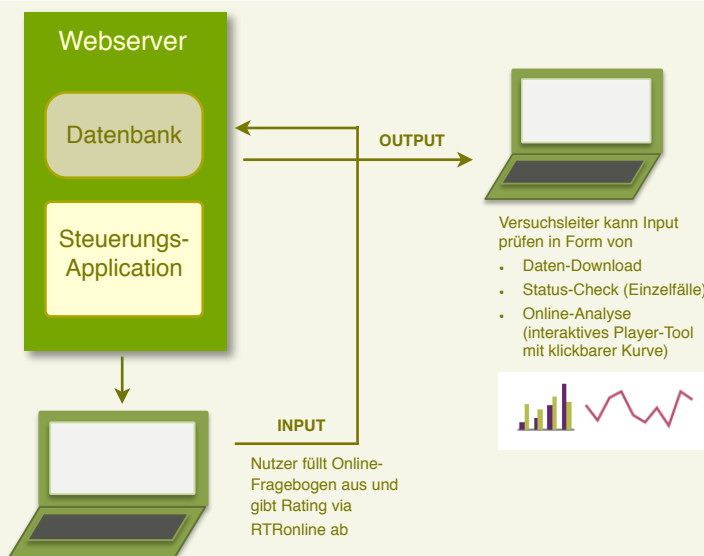 Webserver
Datenbank
Steuerungs-
Application
OUTPUT
Versuchsleiter kann Input
prüfen in Form von
• Daten-Download
• Status-Check (Einzelfälle)
• Online-Analyse
(interaktives Player-Tool
mit klickbarer Kurve)
INPUT
Nutzer füllt Online-
Fragebogen aus und
gibt Rating via
RTRonline ab